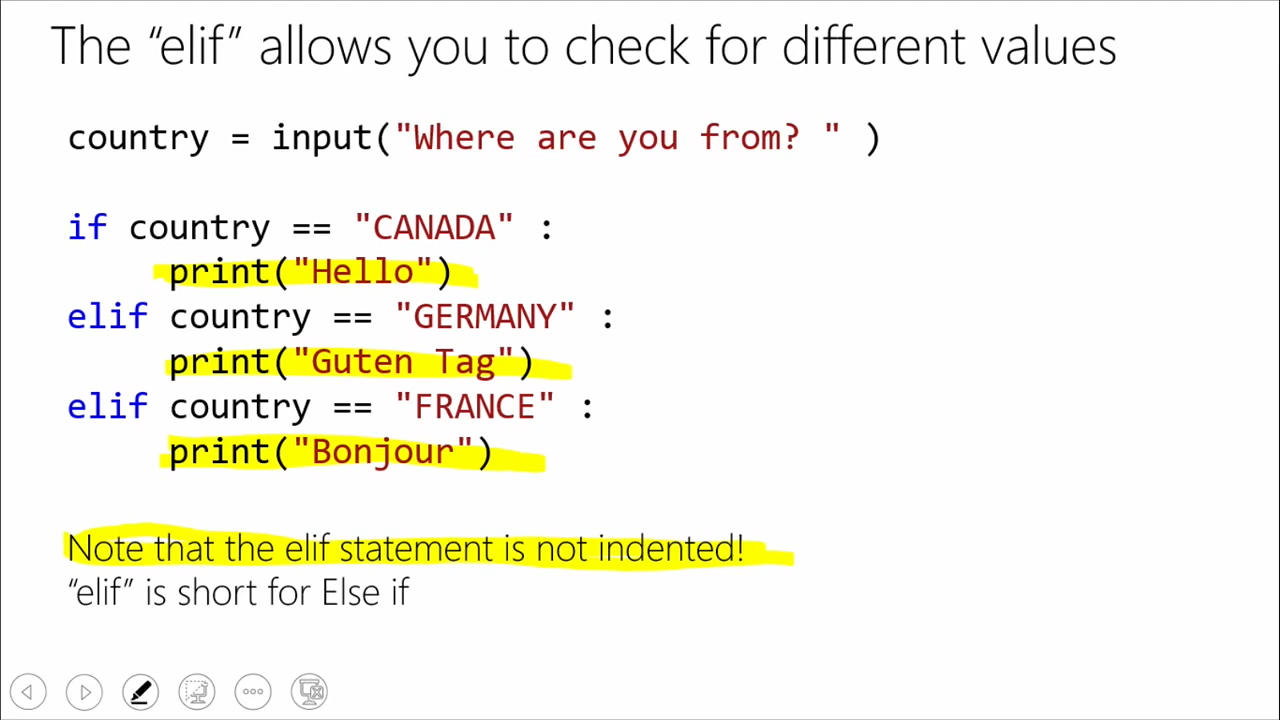 The “elif” allows you to check for different values
country = input("Where are you from? " )
if country == "CANADA" :
print("Hello")
elif country == "GERMANY" :
print("Guten Tag")
elif country == "FRANCE" :
print("Bonjour")
Note that the elif statement is not indented!
“elif” is short for Else if